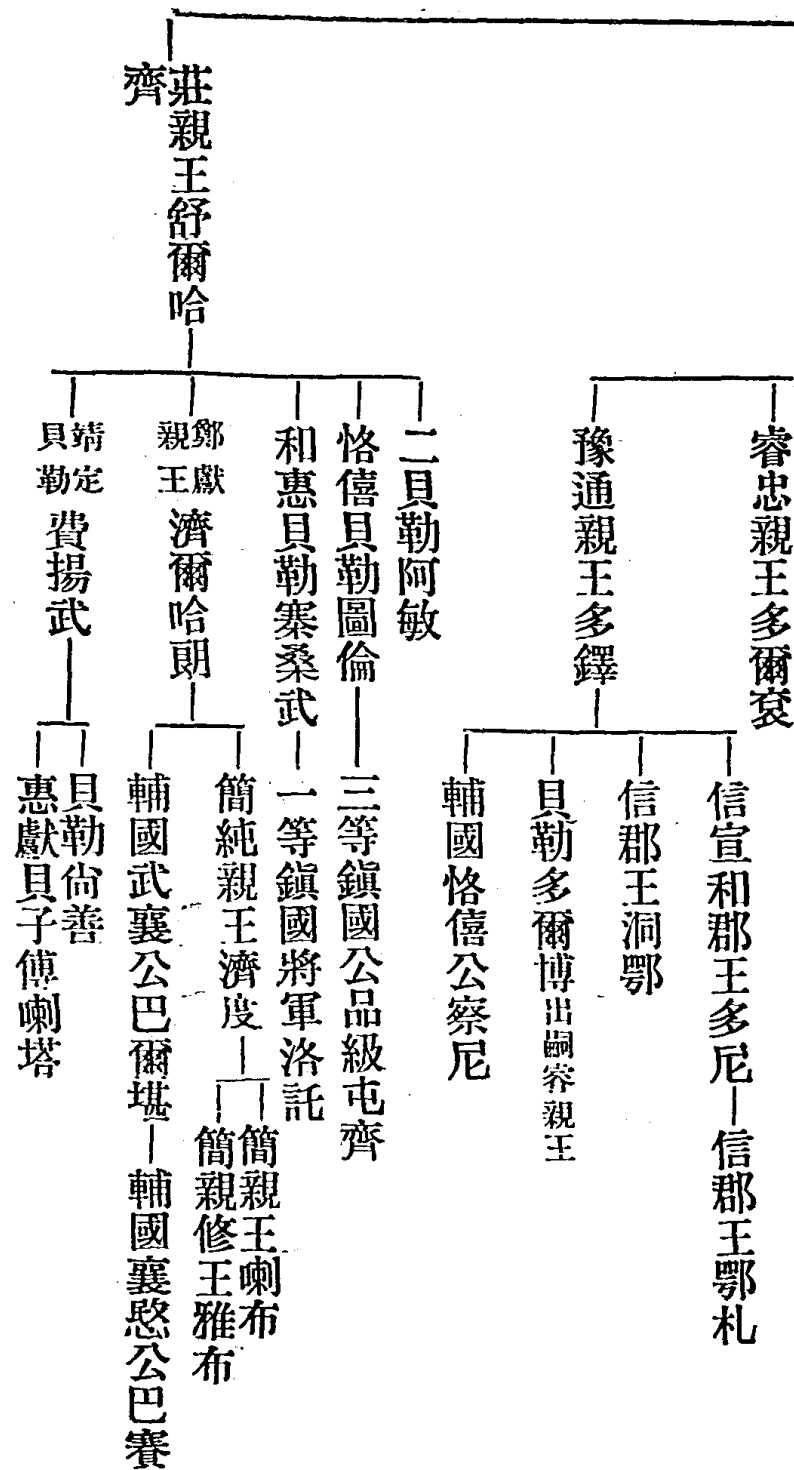 睿忠親王多爾袞
豫通親王多鐸
信宣和郡王多尼
信郡王鄂札
信郡王洞鄂
貝勒多爾博出嗣睿親王
輔國恪僖公察尼
莊親王舒爾哈
齊
二貝勒阿敏
恪僖貝勒圖倫
三等鎭國公品級屯齊
和惠貝勒寨桑武
一等鎭國將軍洛託
鄭獻
親王
濟爾哈朗
簡純親王濟度
簡親王喇布
簡親修王雅布
輔國武襄公巴爾堪
輔國襄愍公巴賽
靖定
貝勒
費揚武
貝勒尙善
惠獻貝子傅喇塔